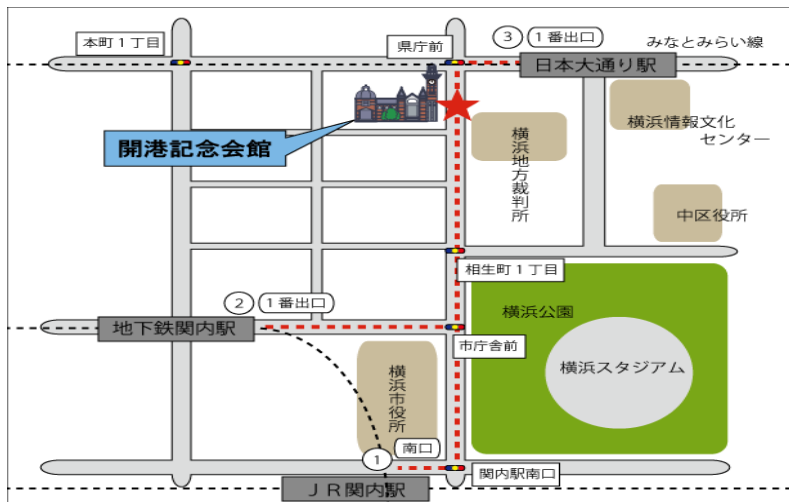 本町1丁目
県庁前
③
1番出口
みなとみらい線
日本大通り駅
開港記念会館
横浜地方裁判所
横浜情報文化
センター
中区役所
相生町1丁目
②
1番出口
地下鉄関内駅
市庁舎前
横浜公園
横浜スタジアム
横浜市役所
①
南口
関内駅南口
JR関内駅